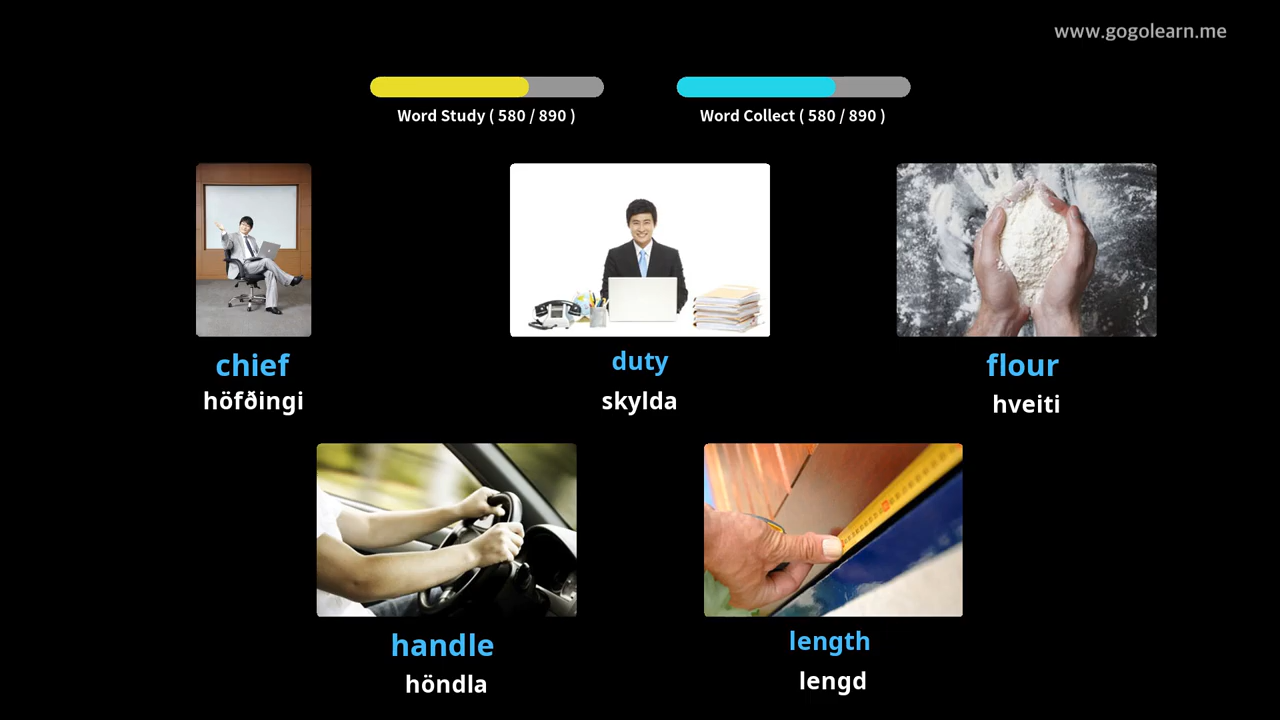 www.gogolearn.me
Word Study ( 580 / 890 )
Word Collect ( 580 / 890 )
chief
höfðingi
duty
skylda
flour
hveiti
handle
höndla
length
lengd